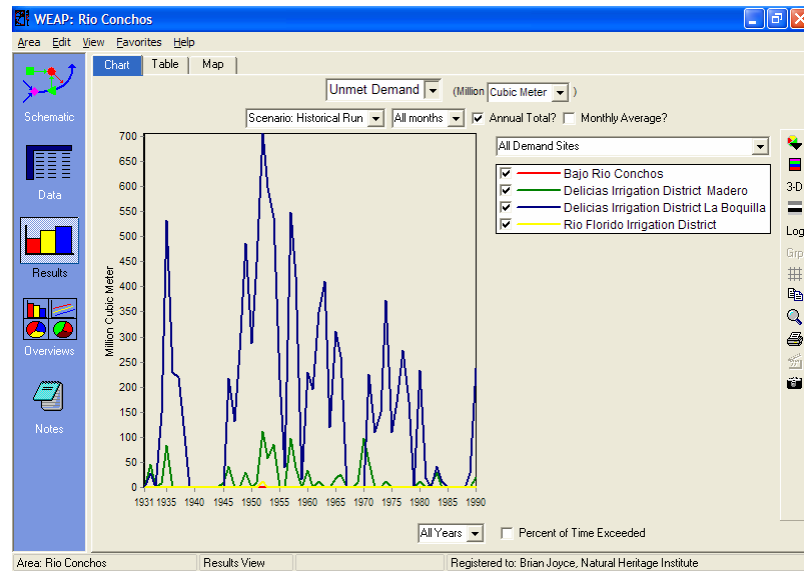 WEAP: Rio Conchos
Area Edit View Favorites Help
Chart Table Map
Unmet Demand (Million Cubic Meter )
Scenario: Historical Run All months Annual Total? Monthly Average?
All Demand Sites
Bajo Rio Conchos
Delicias Irrigation District Madero
Delicias Irrigation District La Boquilla
Rio Florido Irrigation District
Schematic
Data
Results
Overviews
Notes
3-D
Log
Grp
Million Cubic Meter
700
650
600
550
500
450
400
350
300
250
200
150
100
50
0
1931 1935 1940 1945 1950 1955 1960 1965 1970 1975 1980 1985 1990
All Years Percent of Time Exceeded
Area: Rio Conchos Results View Registered to: Brian Joyce, Natural Heritage Institute